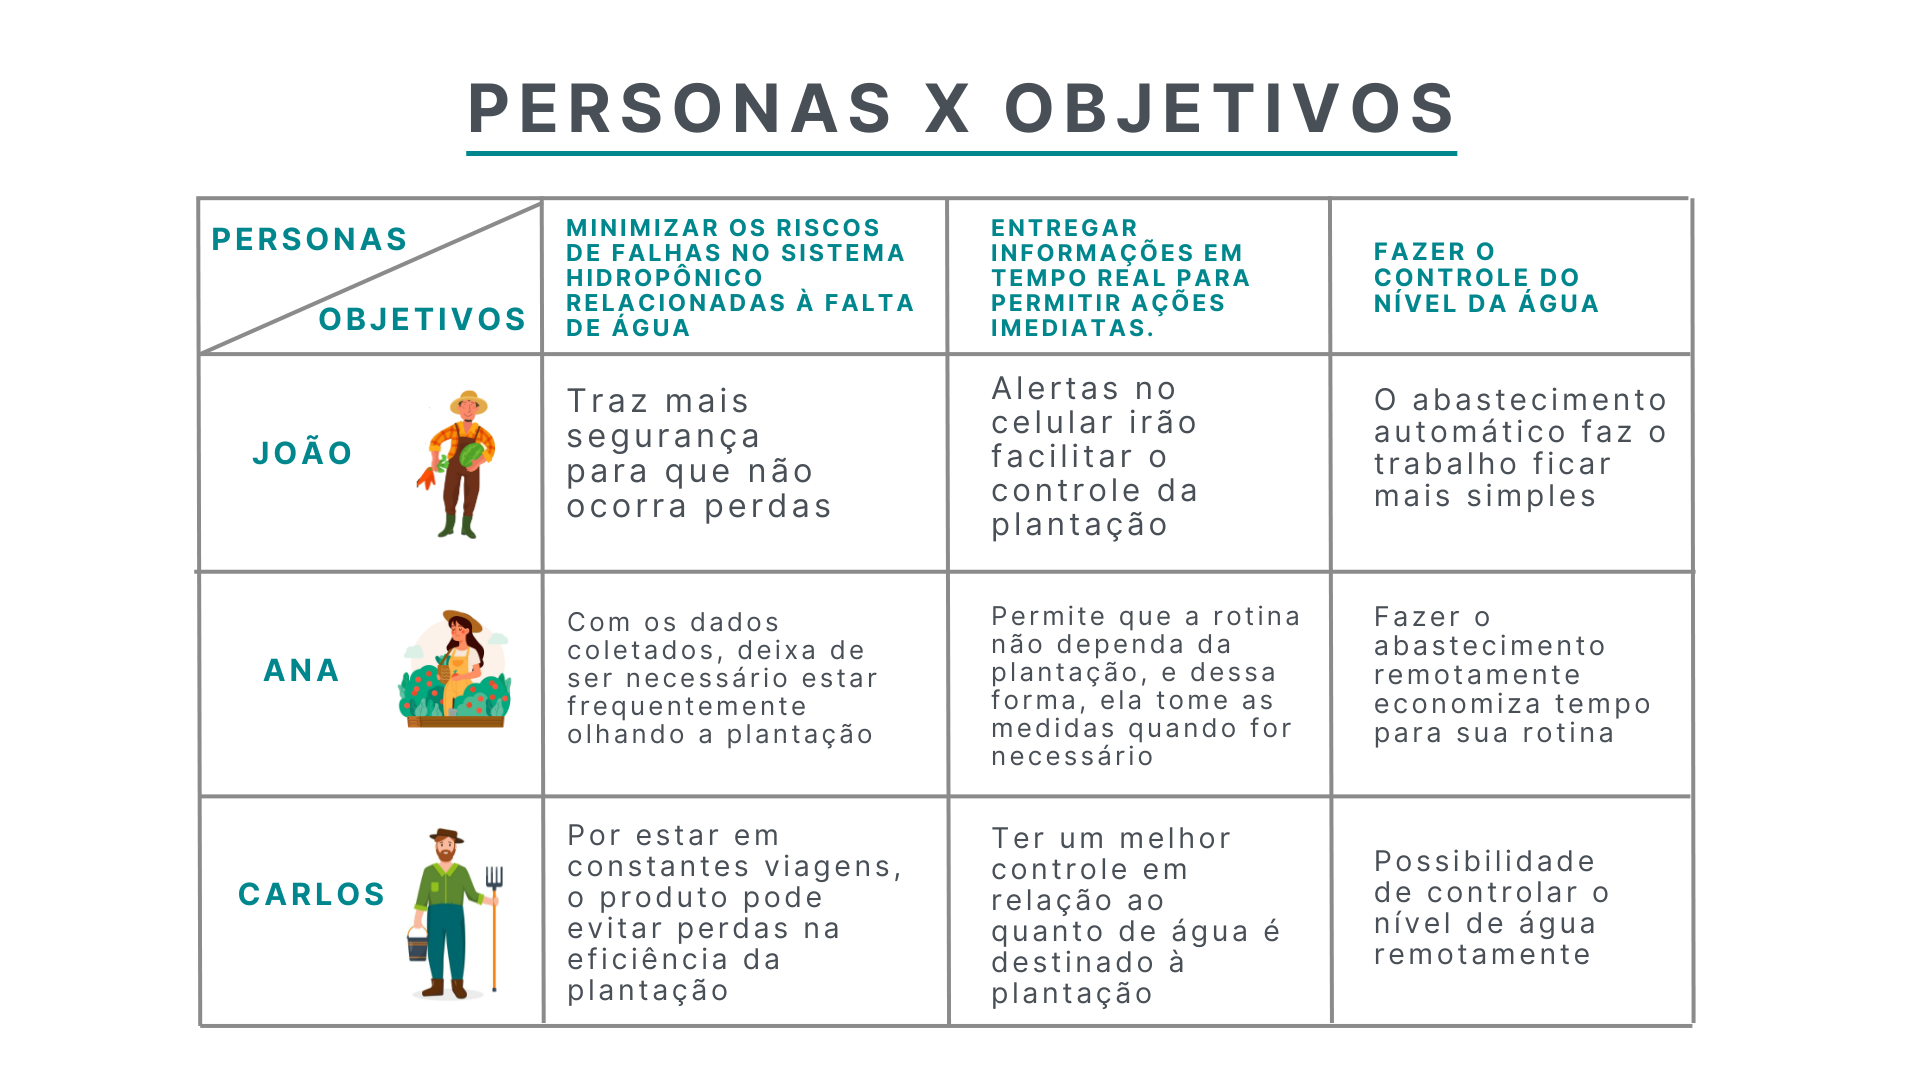 PERSONAS X OBJETIVOS
PERSONAS
OBJETIVOS
MINIMIZAR OS RISCOS
DE FALHAS NO SISTEMA
HIDROPÔNICO
RELACIONADAS À FALTA
DE ÁGUA
ENTREGAR
INFORMAÇÕES EM
TEMPO REAL PARA
PERMITIR AÇÕES
IMEDIATAS.
FAZER O
CONTROLE DO
NÍVEL DA ÁGUA
JOÃO
Traz mais
segurança
para que não
ocorra perdas
Alertas no
celular irão
facilitar o
controle da
plantação
O abastecimento
automático faz o
trabalho ficar
mais simples
ANA
Com os dados
coletados, deixa de
ser necessário estar
frequentemente
olhando a plantação
Permite que a rotina
não dependa da
plantação, e dessa
forma, ela tome as
medidas quando for
necessário
Fazer o
abastecimento
remotamente
economiza tempo
para sua rotina
CARLOS
Por estar em
constantes viagens,
o produto pode
evitar perdas na
eficiência da
plantação
Ter um melhor
controle em
relação ao
quanto de água é
destinado à
plantação
Possibilidade
de controlar o
nível de água
remotamente